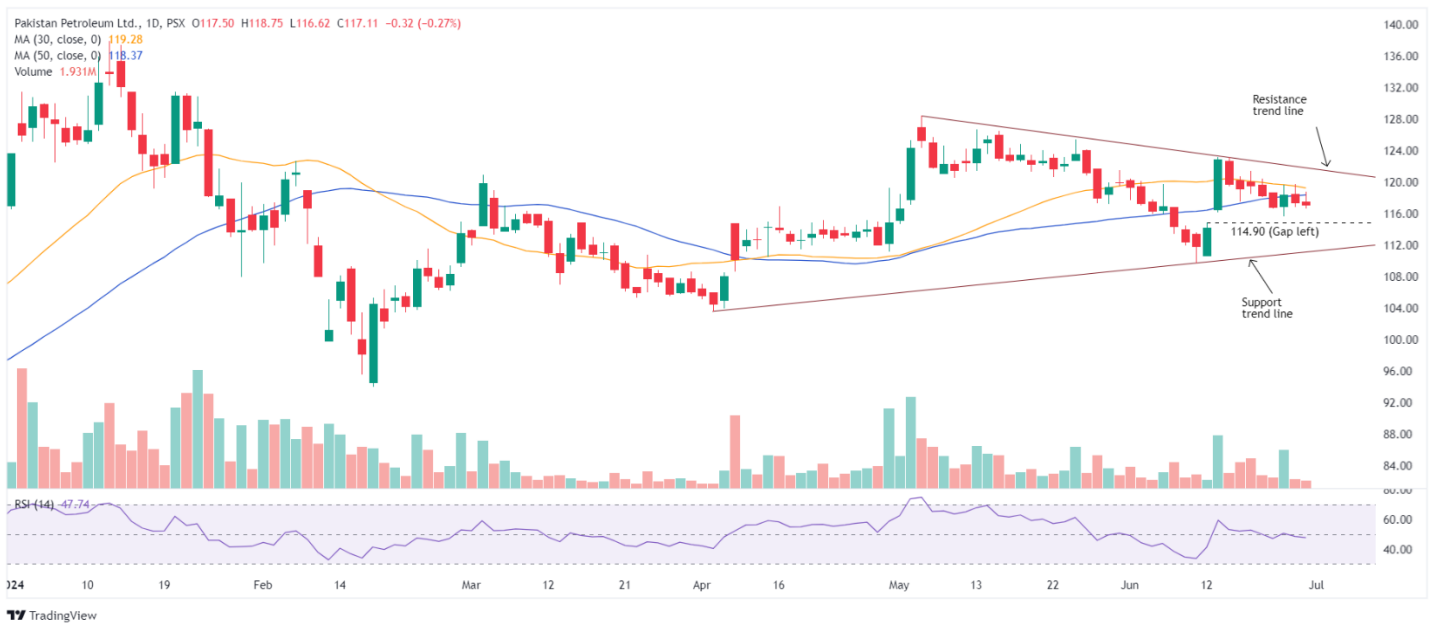 Pakistan Petroleum Ltd., 1D, PSX O117.50 H118.75 L116.62 C117.11 −0.32 (−0.27%)
MA (30, close, 0) 119.28
MA (50, close, 0) 118.37
Volume 1.931M
140.00
136.00
132.00
128.00
124.00
120.00
116.00
112.00
108.00
104.00
100.00
96.00
92.00
88.00
84.00
Resistance
trend line
114.90 (Gap left)
Support
trend line
RSI (14) 47.74
80.00
60.00
40.00
024 10 19 Feb 14 Mar 12 21 Apr 16 May 13 22 Jun 12 Jul
TradingView